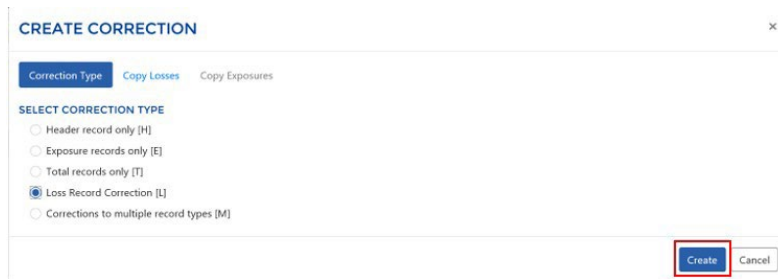 CREATE CORRECTION
×
Correction Type Copy Losses Copy Exposures
SELECT CORRECTION TYPE
Header record only [H]
Exposure records only [E]
Total records only [T]
Loss Record Correction [L]
Corrections to multiple record types [M]
Create Cancel